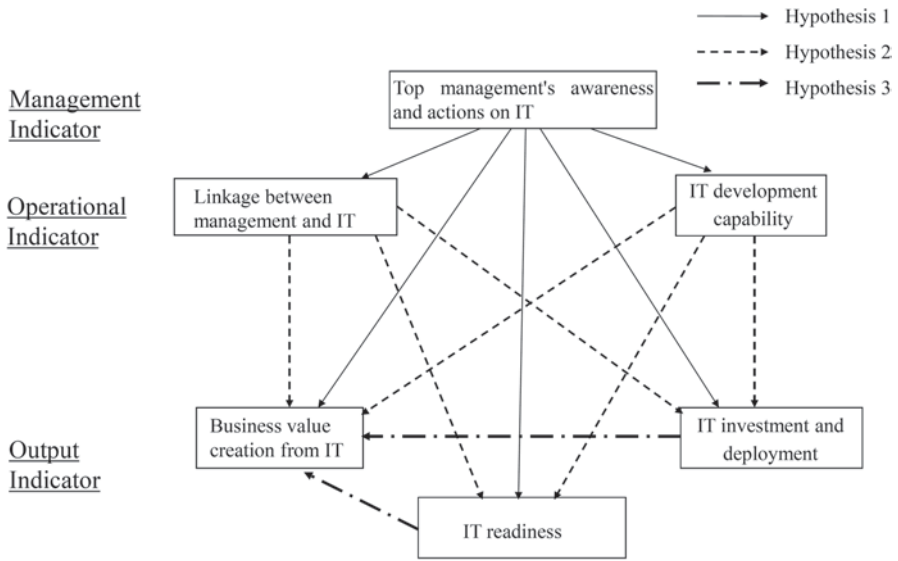 Hypothesis 1
Hypothesis 2
Hypothesis 3
Management
Indicator
Top management's awareness
and actions on IT
Operational
Indicator
Linkage between
management and IT
IT development
capability
Output
Indicator
Business value
creation from IT
IT investment and
deployment
IT readiness